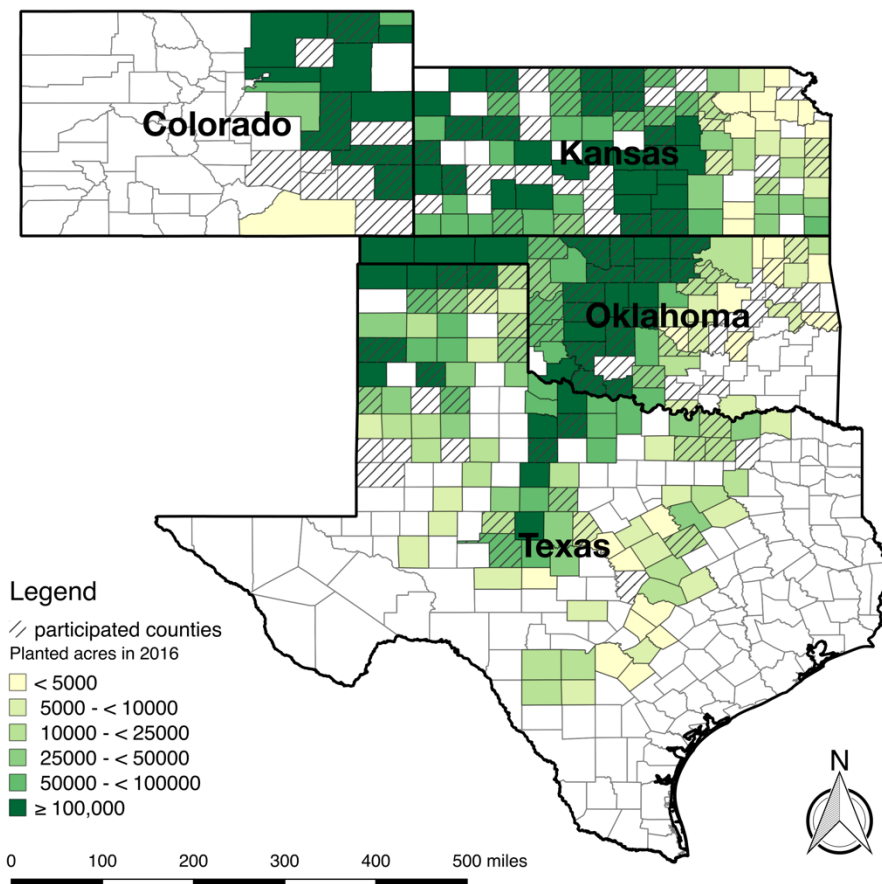 Colorado
Kansas
Oklahoma
Texas
Legend
participated counties
Planted acres in 2016
< 5000
5000 - < 10000
10000 - < 25000
25000 - < 50000
50000 - < 100000
≥ 100,000
N
0 100 200 300 400 500 miles